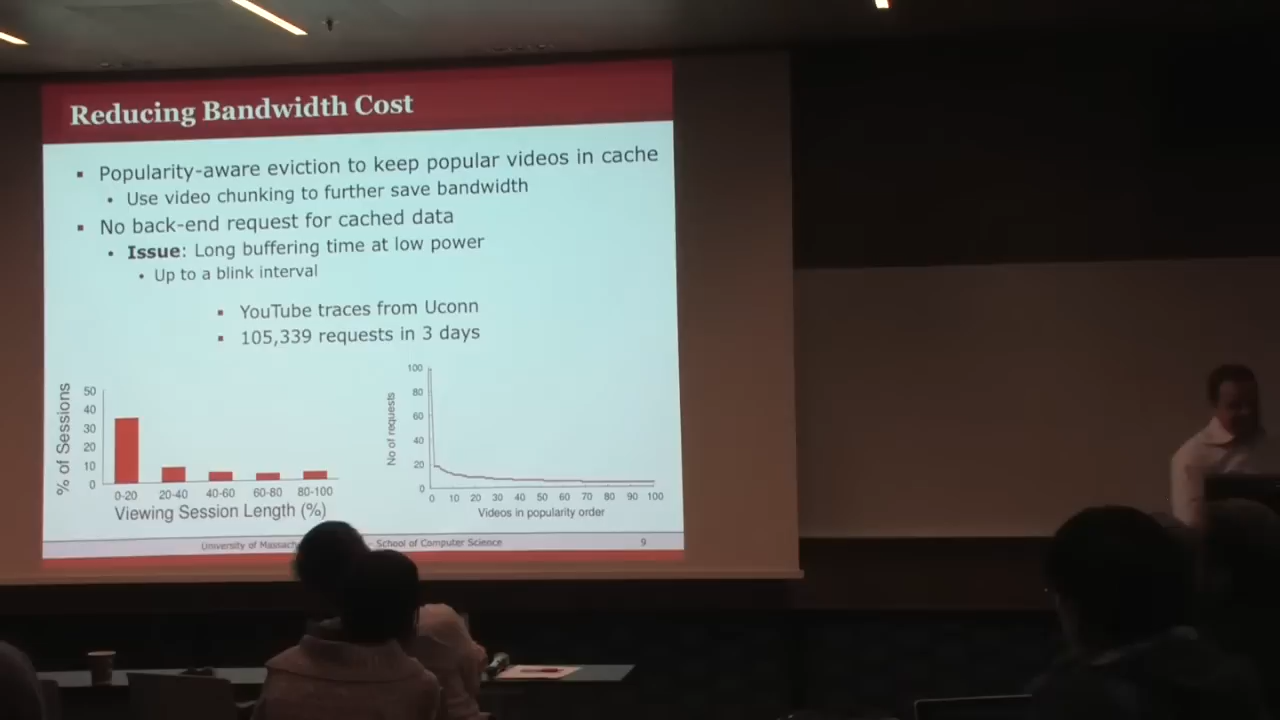 Reducing Bandwidth Cost
▪ Popularity-aware eviction to keep popular videos in cache
• Use video chunking to further save bandwidth
▪ No back-end request for cached data
• Issue: Long buffering time at low power
• Up to a blink interval
▪ YouTube traces from Uconn
▪ 105,339 requests in 3 days
% of Sessions
50
40
30
20
10
0
0-20 20-40 40-60 60-80 80-100
Viewing Session Length (%)
No of requests
100
80
60
40
20
0
0 10 20 30 40 50 60 70 80 90 100
Videos in popularity order
University of School of Computer Science
9